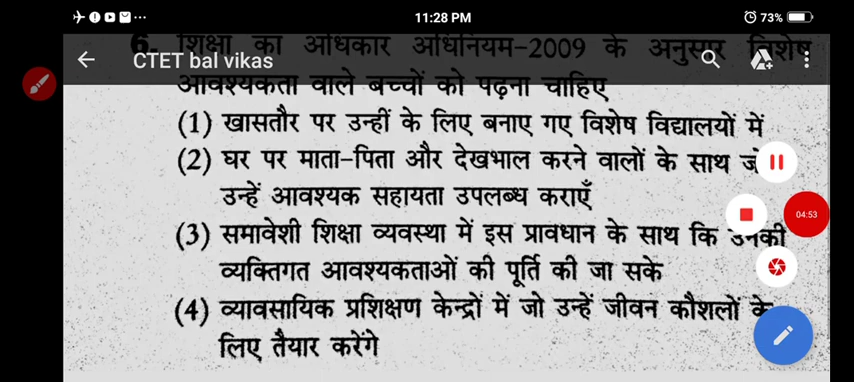 11:28 PM
73%
6. शिक्षा का अधिकार अधिनियम-2009 के अनुसार विशेष
CTET bal vikas
आवश्यकता वाले बच्चों को पढ़ना चाहिए
(1) खासतौर पर उन्हीं के लिए बनाए गए विशेष विद्यालयों में
(2) घर पर माता-पिता और देखभाल करने वालों के साथ
उन्हें आवश्यक सहायता उपलब्ध कराएँ
04:53
(3) समावेशी शिक्षा व्यवस्था में इस प्रावधान के साथ कि उनकी
व्यक्तिगत आवश्यकताओं की पूर्ति की जा सके
(4) व्यावसायिक प्रशिक्षण केन्द्रों में जो उन्हें जीवन कौशलों के
लिए तैयार करेंगे